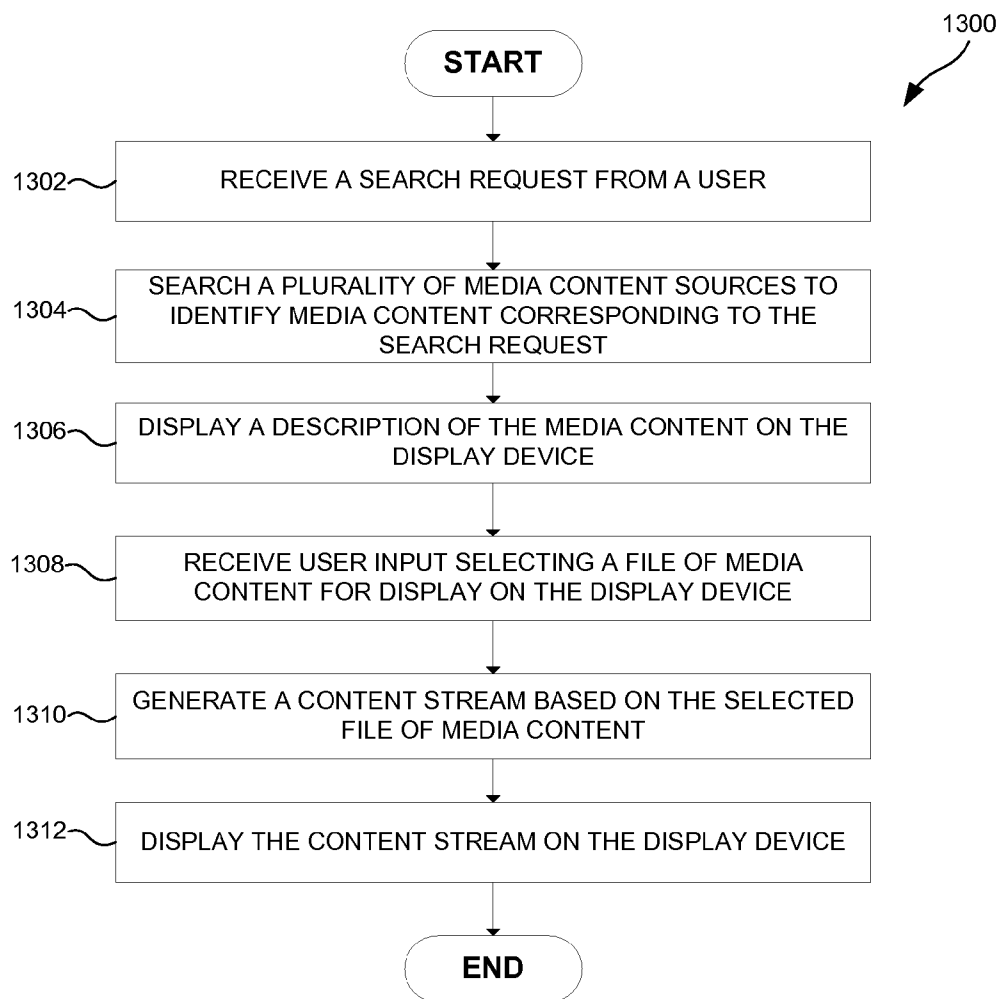 1300
START
1302
RECEIVE A SEARCH REQUEST FROM A USER
1304
SEARCH A PLURALITY OF MEDIA CONTENT SOURCES TO
IDENTIFY MEDIA CONTENT CORRESPONDING TO THE
SEARCH REQUEST
1306
DISPLAY A DESCRIPTION OF THE MEDIA CONTENT ON THE
DISPLAY DEVICE
1308
RECEIVE USER INPUT SELECTING A FILE OF MEDIA
CONTENT FOR DISPLAY ON THE DISPLAY DEVICE
1310
GENERATE A CONTENT STREAM BASED ON THE SELECTED
FILE OF MEDIA CONTENT
1312
DISPLAY THE CONTENT STREAM ON THE DISPLAY DEVICE
END